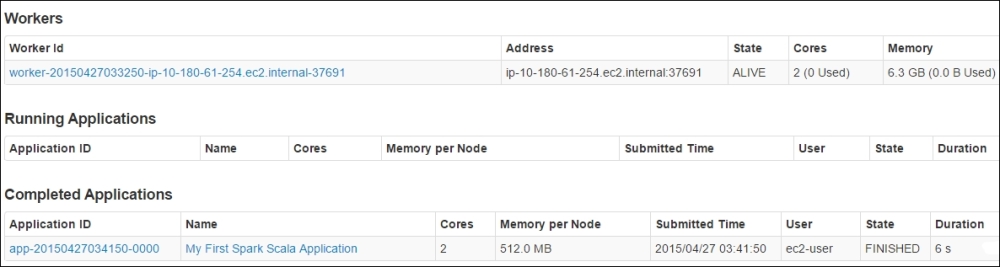 Workers
Worker Id Address State Cores Memory
worker-20150427033250-ip-10-180-61-254.ec2.internal-37691 ip-10-180-61-254.ec2.internal:37691 ALIVE 2 (0 Used) 6.3 GB (0.0 B Used)
Running Applications
Application ID Name Cores Memory per Node Submitted Time User State Duration
Completed Applications
Application ID Name Cores Memory per Node Submitted Time User State Duration
app-20150427034150-0000 My First Spark Scala Application 2 512.0 MB 2015/04/27 03:41:50 ec2-user FINISHED 6 s